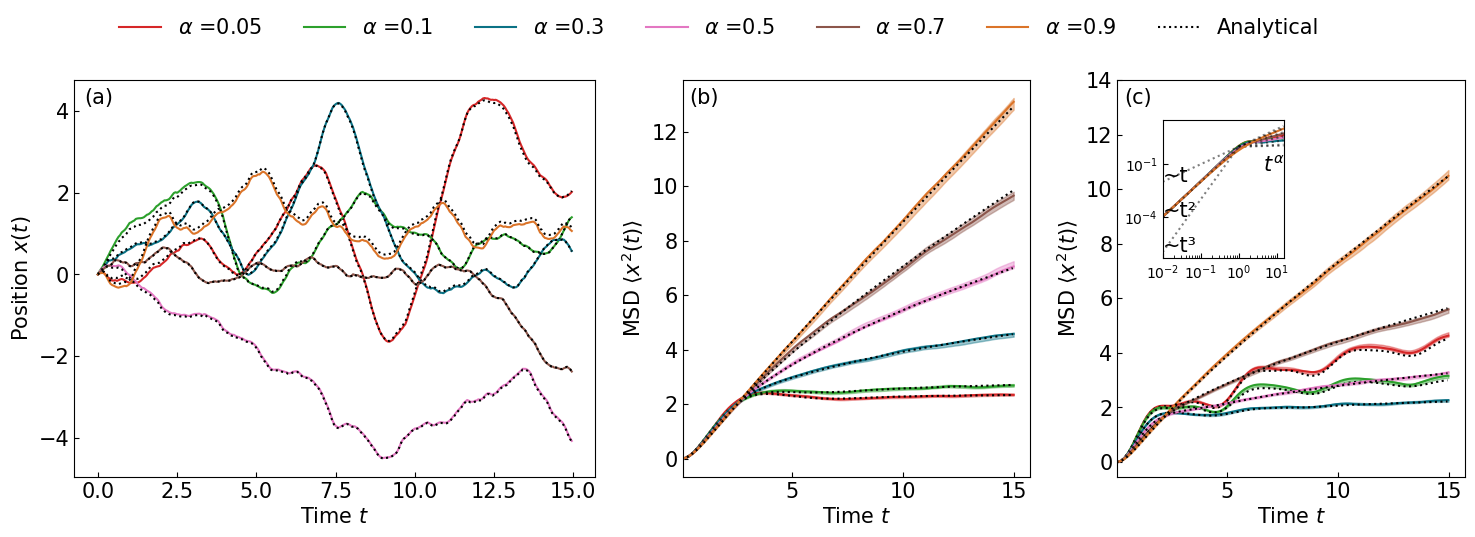 α =0.05 α =0.1 α =0.3 α =0.5 α =0.7 α =0.9 Analytical
(a)
Position x(t)
4
2
0
−2
−4
0.0 2.5 5.0 7.5 10.0 12.5 15.0
Time t
(b)
MSD ⟨x²(t)⟩
12
10
8
6
4
2
0
5 10 15
Time t
(c)
MSD ⟨x²(t)⟩
14
12
10
8
6
4
2
0
5 10 15
Time t
10⁻¹
10⁻⁴
~t
~t²
~t³
t^α
10⁻² 10⁻¹ 10⁰ 10¹